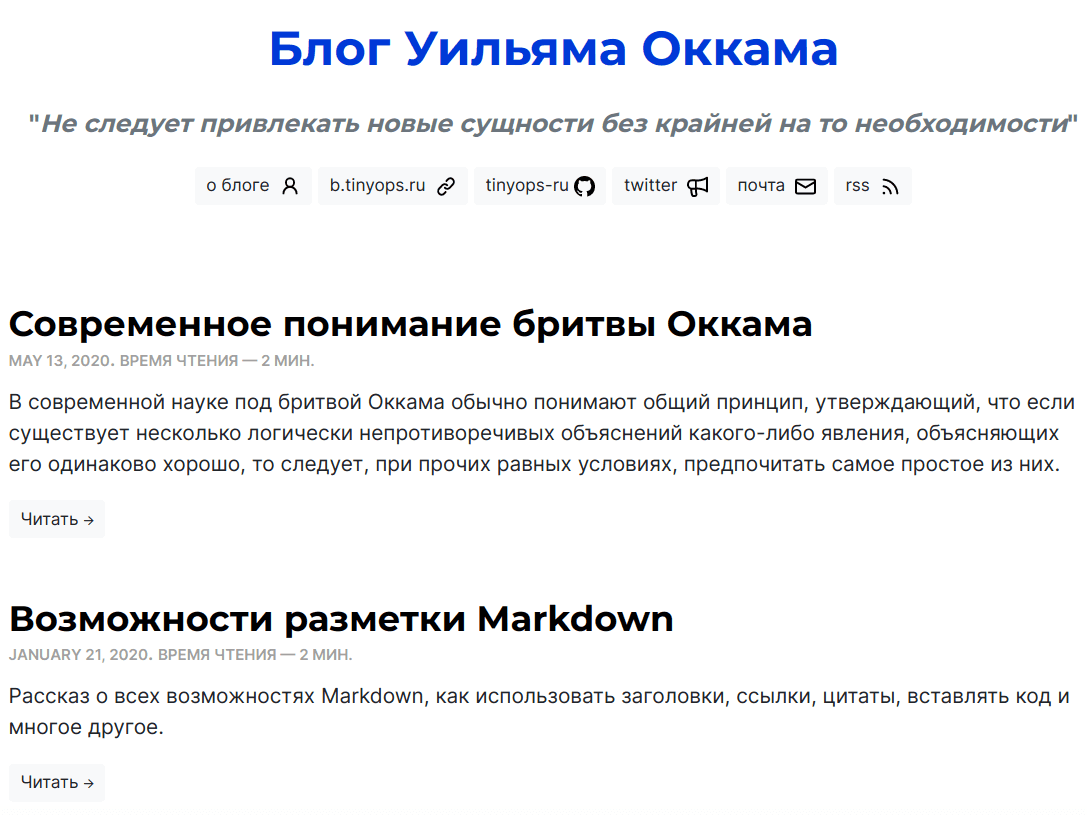 Блог Уильяма Оккама
"Не следует привлекать новые сущности без крайней на то необходимости"
о блоге b.tinyops.ru tinyops-ru twitter почта rss
Современное понимание бритвы Оккама
MAY 13, 2020. ВРЕМЯ ЧТЕНИЯ — 2 МИН.
В современной науке под бритвой Оккама обычно понимают общий принцип, утверждающий, что если
существует несколько логически непротиворечивых объяснений какого-либо явления, объясняющих
его одинаково хорошо, то следует, при прочих равных условиях, предпочитать самое простое из них.
Читать →
Возможности разметки Markdown
JANUARY 21, 2020. ВРЕМЯ ЧТЕНИЯ — 2 МИН.
Рассказ о всех возможностях Markdown, как использовать заголовки, ссылки, цитаты, вставлять код и
многое другое.
Читать →